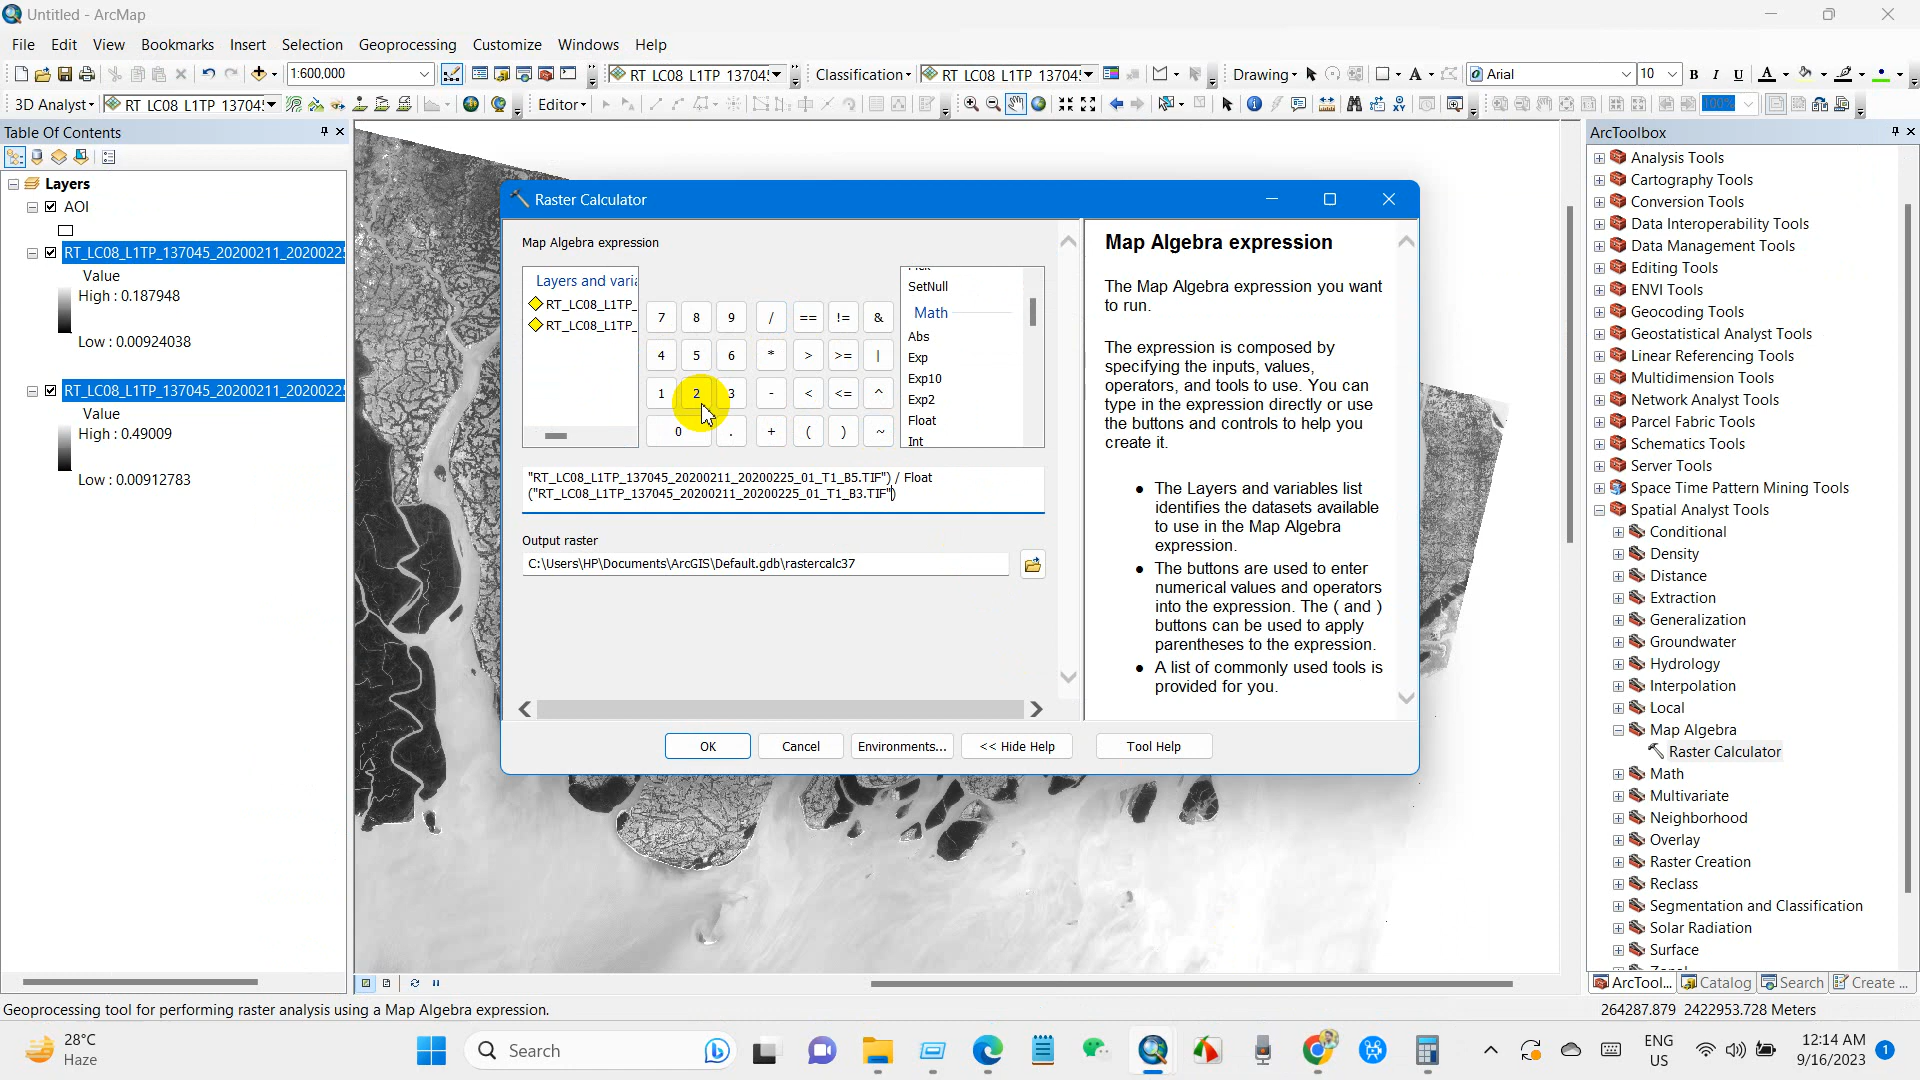 Untitled - ArcMap
File Edit View Bookmarks Insert Selection Geoprocessing Customize Windows Help
1:600,000 RT_LC08_L1TP_13704! Classification RT_LC08_L1TP_13704! Drawing Arial 10 B I U A
3D Analyst RT_LC08_L1TP_13704! Editor 100%
Table Of Contents
Layers
AOI
RT_LC08_L1TP_137045_20200211_2020022
Value
High : 0.187948
Low : 0.00924038
RT_LC08_L1TP_137045_20200211_2020022
Value
High : 0.49009
Low : 0.00912783
Raster Calculator
Map Algebra expression
Layers and varia
RT_LC08_L1TP_
RT_LC08_L1TP_
7 8 9 / == != &
4 5 6 * > >= |
1 2 3 - < <= ^
0 . + ( ) ~
Pick
SetNull
Math
Abs
Exp
Exp10
Exp2
Float
Int
"RT_LC08_L1TP_137045_20200211_20200225_01_T1_B5.TIF") / Float
("RT_LC08_L1TP_137045_20200211_20200225_01_T1_B3.TIF")
Output raster
C:\Users\HP\Documents\ArcGIS\Default.gdb\rastercalc37
OK Cancel Environments... << Hide Help Tool Help
Map Algebra expression
The Map Algebra expression you want
to run.
The expression is composed by
specifying the inputs, values,
operators, and tools to use. You can
type in the expression directly or use
the buttons and controls to help you
create it.
• The Layers and variables list
identifies the datasets available
to use in the Map Algebra
expression.
• The buttons are used to enter
numerical values and operators
into the expression. The ( and )
buttons can be used to apply
parentheses to the expression.
• A list of commonly used tools is
provided for you.
ArcToolbox
Analysis Tools
Cartography Tools
Conversion Tools
Data Interoperability Tools
Data Management Tools
Editing Tools
ENVI Tools
Geocoding Tools
Geostatistical Analyst Tools
Linear Referencing Tools
Multidimension Tools
Network Analyst Tools
Parcel Fabric Tools
Schematics Tools
Server Tools
Space Time Pattern Mining Tools
Spatial Analyst Tools
Conditional
Density
Distance
Extraction
Generalization
Groundwater
Hydrology
Interpolation
Local
Map Algebra
Raster Calculator
Math
Multivariate
Neighborhood
Overlay
Raster Creation
Reclass
Segmentation and Classification
Solar Radiation
Surface
ArcTool... Catalog Search Create ...
Geoprocessing tool for performing raster analysis using a Map Algebra expression.
264287.879 2422953.728 Meters
28°C
Haze
Search
ENG
US
12:14 AM
9/16/2023
1